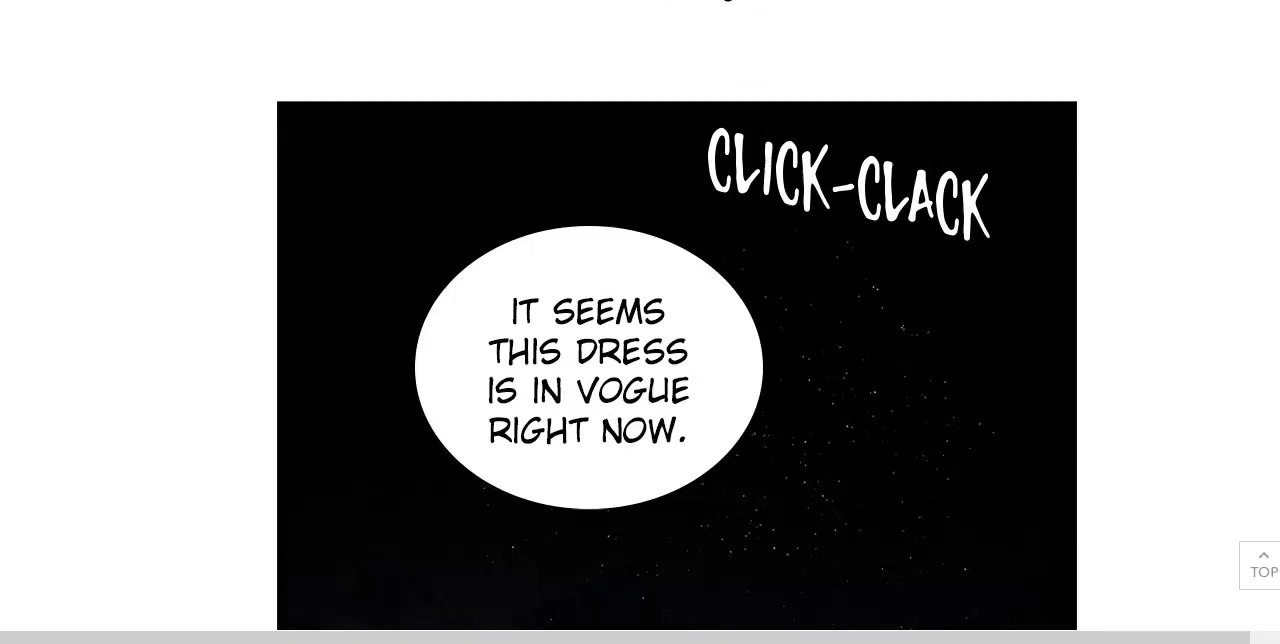 CLICK-CLACK
IT SEEMS
THIS DRESS
IS IN VOGUE
RIGHT NOW.
TOP